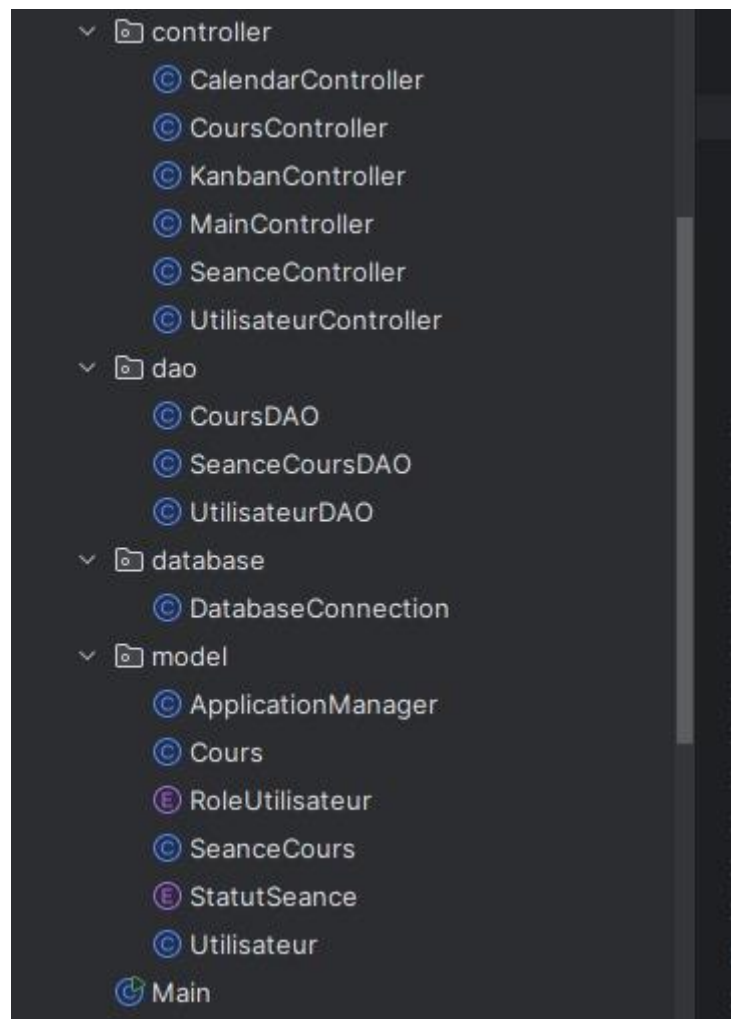 controller
CalendarController
CoursController
KanbanController
MainController
SeanceController
UtilisateurController
dao
CoursDAO
SeanceCoursDAO
UtilisateurDAO
database
DatabaseConnection
model
ApplicationManager
Cours
RoleUtilisateur
SeanceCours
StatutSeance
Utilisateur
Main